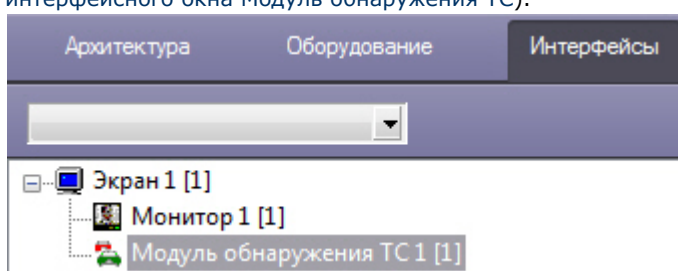 интерфейсного окна Модуль обнаружения ТС).
Архитектура Оборудование Интерфейсы
Экран 1 [1]
Монитор 1 [1]
Модуль обнаружения ТС 1 [1]